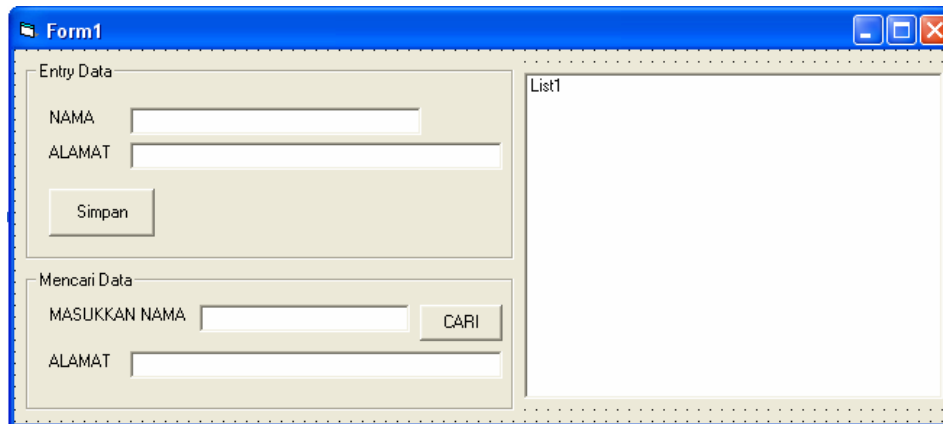 Form1
Entry Data
NAMA
ALAMAT
Simpan
Mencari Data
MASUKKAN NAMA
CARI
ALAMAT
List1